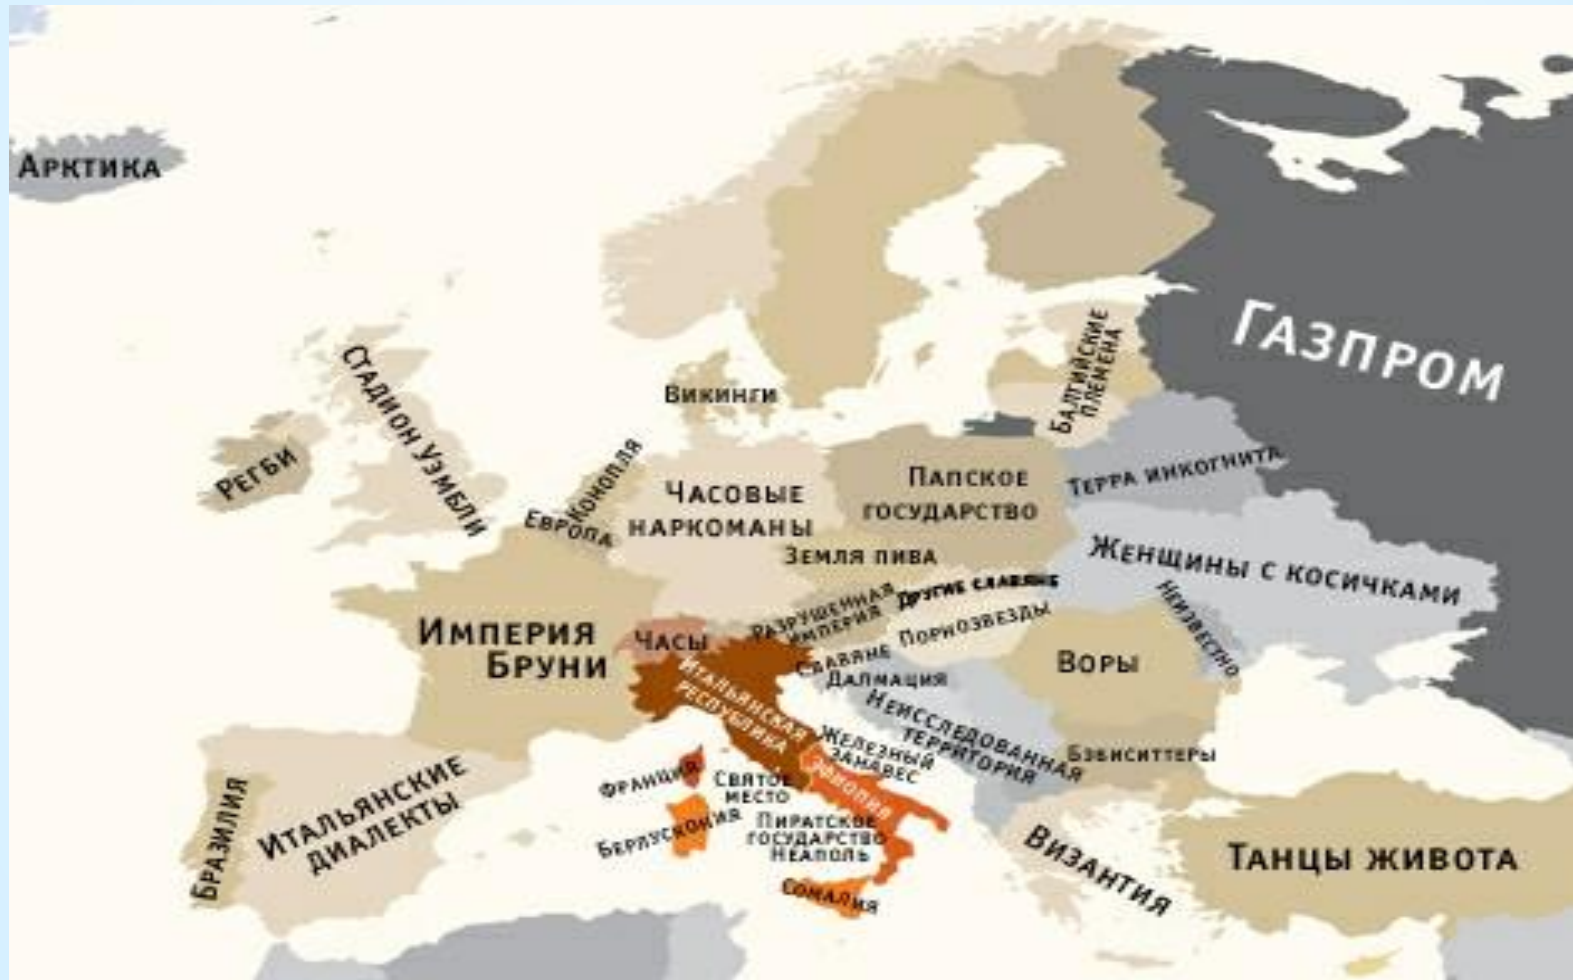 Арктика
Газпром
Стадион Уэмбли
Балтийские
племена
Викинги
Регби
Конопля
Европа
Часовые
наркоманы
Папское
государство
Терра инкогнита
Земля пива
Женщины с косичками
Разрушенная
империя
Другие славяне
Порнозвезды
Неизвестно
Империя
Бруни
Часы
Славяне
Далмация
Воры
Итальянская
республика
Неисследованная
территория
Железный
занавес
Бэбиситтеры
Франция
Святое
место
Эфиопия
Бразилия
Итальянские
диалекты
Берлускония
Пиратское
государство
Неаполь
Византия
Танцы живота
Сомалия